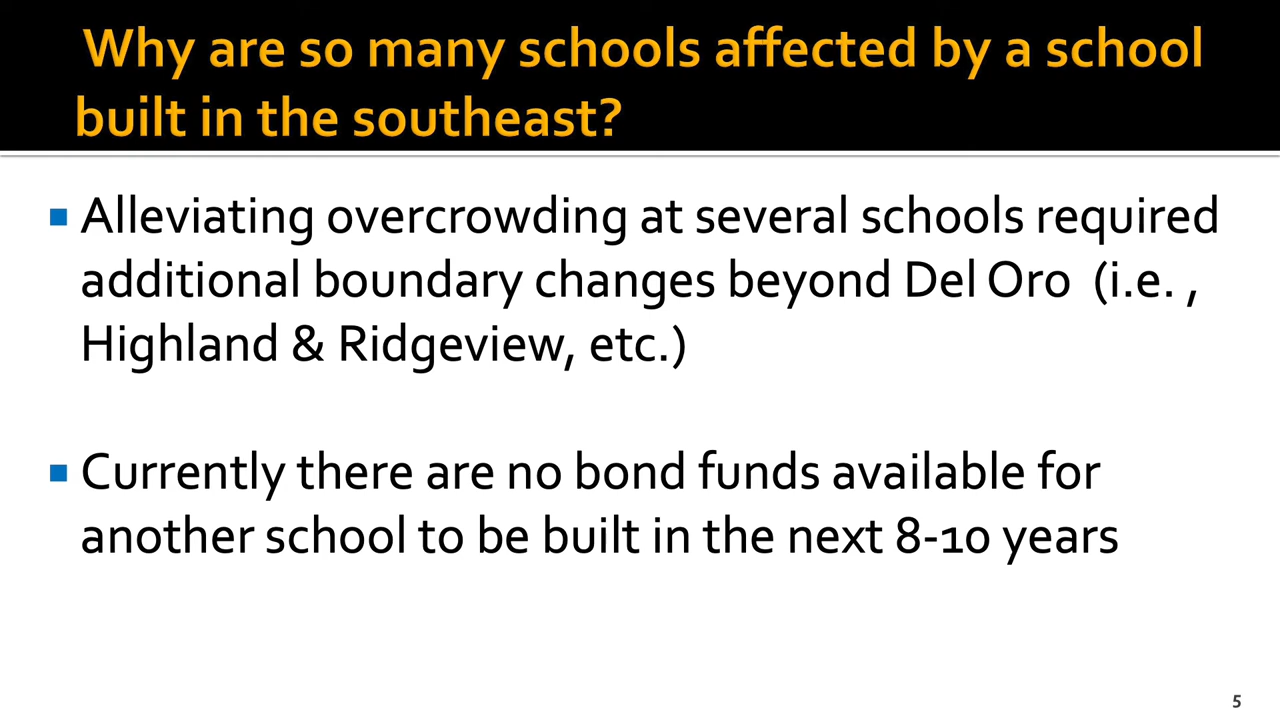 Why are so many schools affected by a school
built in the southeast?
▪ Alleviating overcrowding at several schools required
additional boundary changes beyond Del Oro  (i.e. ,
Highland & Ridgeview, etc.)
▪ Currently there are no bond funds available for
another school to be built in the next 8-10 years
5